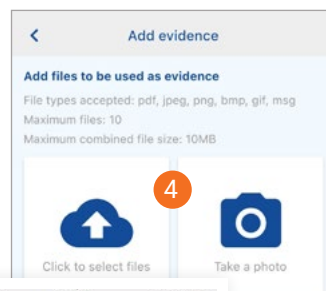 Add evidence
Add files to be used as evidence
File types accepted: pdf, jpeg, png, bmp, gif, msg
Maximum files: 10
Maximum combined file size: 10MB
4
Click to select files
Take a photo